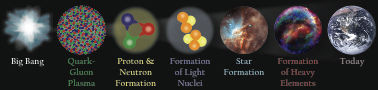 Big Bang
Quark-
Gluon
Plasma
Proton &
Neutron
Formation
Formation
of Light
Nuclei
Star
Formation
Formation
of Heavy
Elements
Today